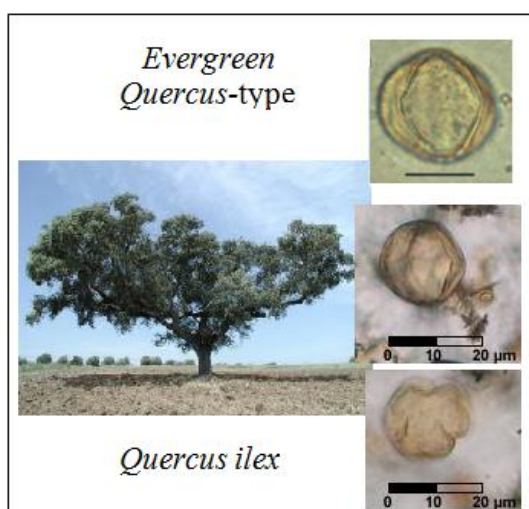 Evergreen
Quercus-type
0 10 20 µm
0 10 20 µm
Quercus ilex